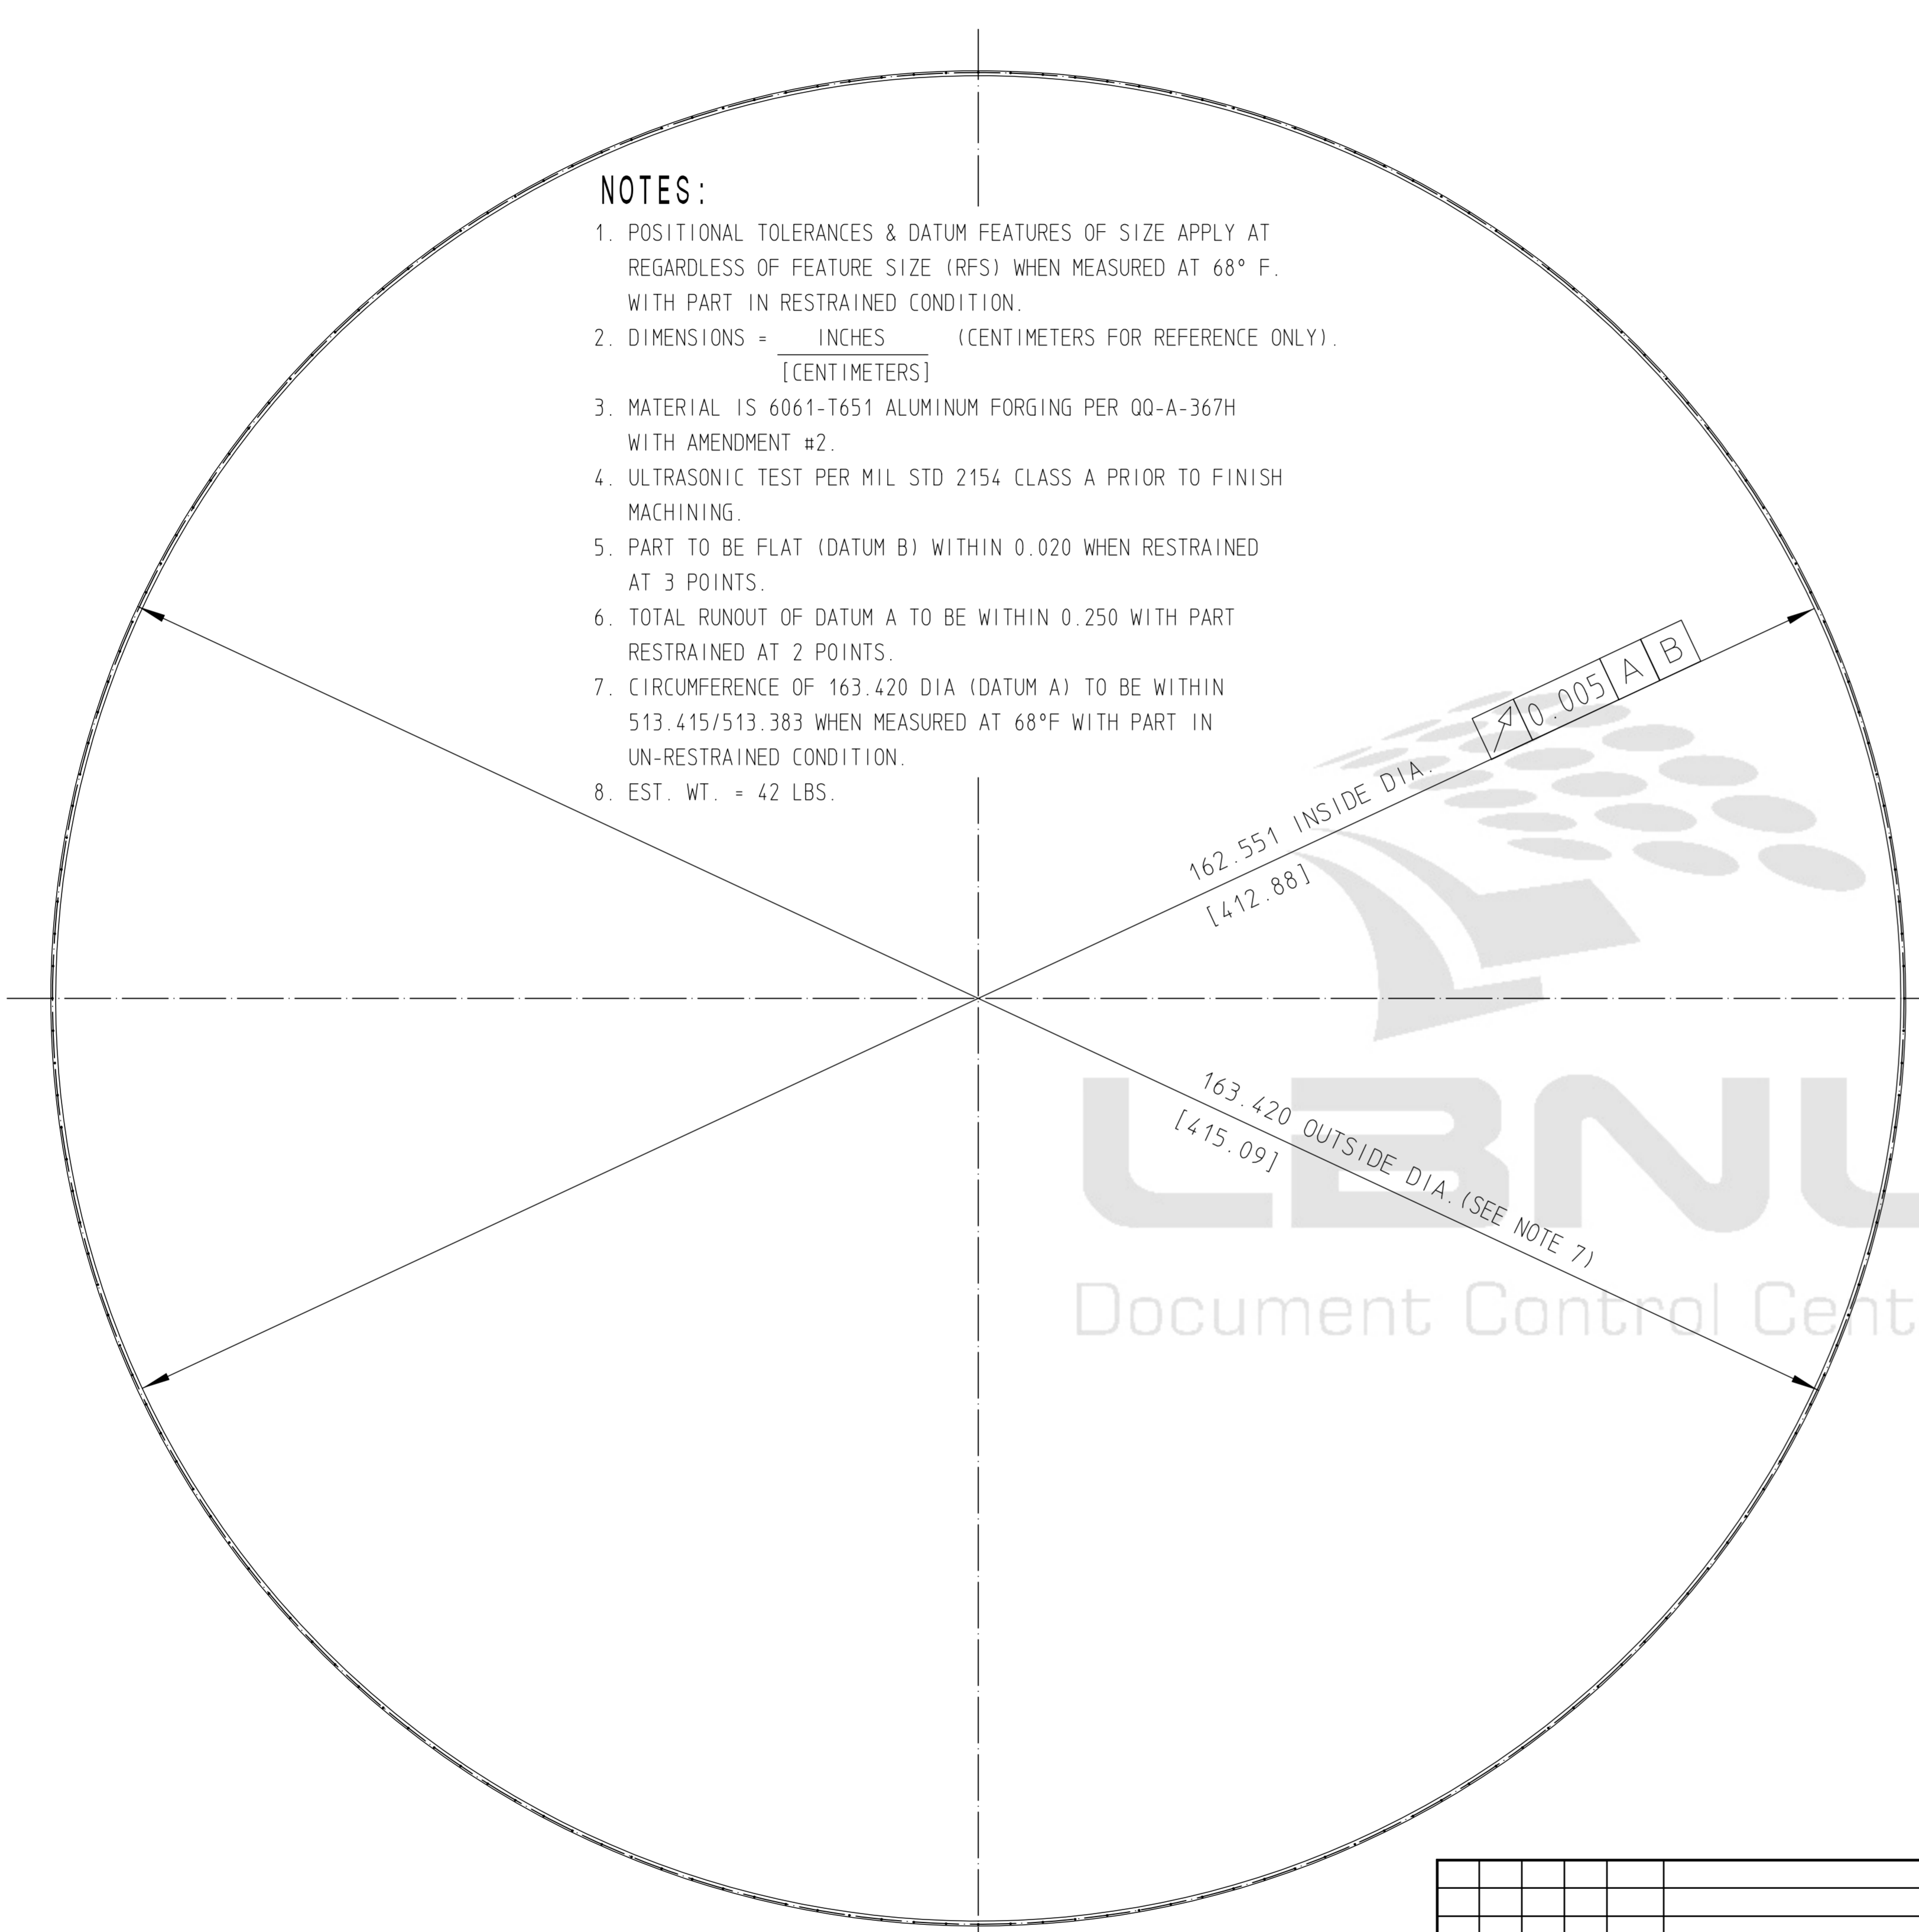 NOTES:
1. POSITIONAL TOLERANCES & DATUM FEATURES OF SIZE APPLY AT
REGARDLESS OF FEATURE SIZE (RFS) WHEN MEASURED AT 68° F.
WITH PART IN RESTRAINED CONDITION.
2. DIMENSIONS = INCHES (CENTIMETERS FOR REFERENCE ONLY).
[CENTIMETERS]
3. MATERIAL IS 6061-T651 ALUMINUM FORGING PER QQ-A-367H
WITH AMENDMENT #2.
4. ULTRASONIC TEST PER MIL STD 2154 CLASS A PRIOR TO FINISH
MACHINING.
5. PART TO BE FLAT (DATUM B) WITHIN 0.020 WHEN RESTRAINED
AT 3 POINTS.
6. TOTAL RUNOUT OF DATUM A TO BE WITHIN 0.250 WITH PART
RESTRAINED AT 2 POINTS.
7. CIRCUMFERENCE OF 163.420 DIA (DATUM A) TO BE WITHIN
513.415/513.383 WHEN MEASURED AT 68°F WITH PART IN
UN-RESTRAINED CONDITION.
8. EST. WT. = 42 LBS.
0.005 A B
162.551 INSIDE DIA.
[412.88]
163.420 OUTSIDE DIA. (SEE NOTE 7)
[415.09]
LBNL
Document Control Cent